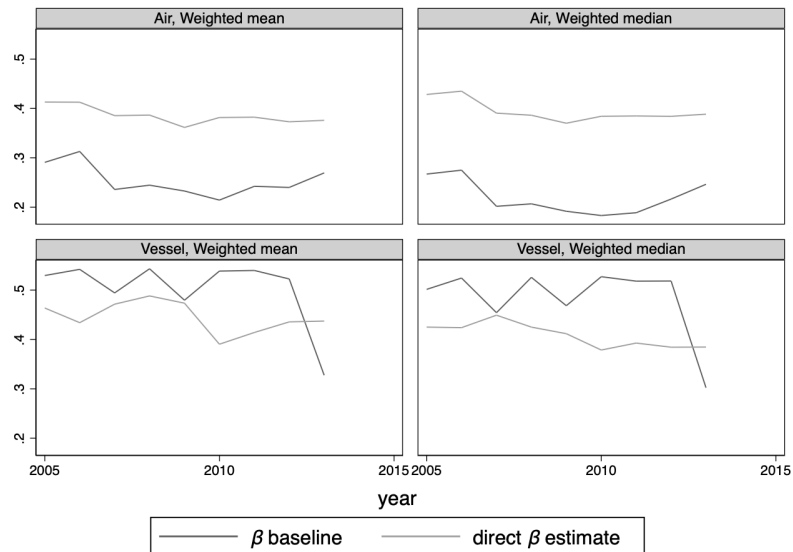 Air, Weighted mean
Air, Weighted median
.5
.4
.3
.2
Vessel, Weighted mean
Vessel, Weighted median
.5
.4
.3
.2
2005 2010 2015 2005 2010 2015
year
β baseline direct β estimate